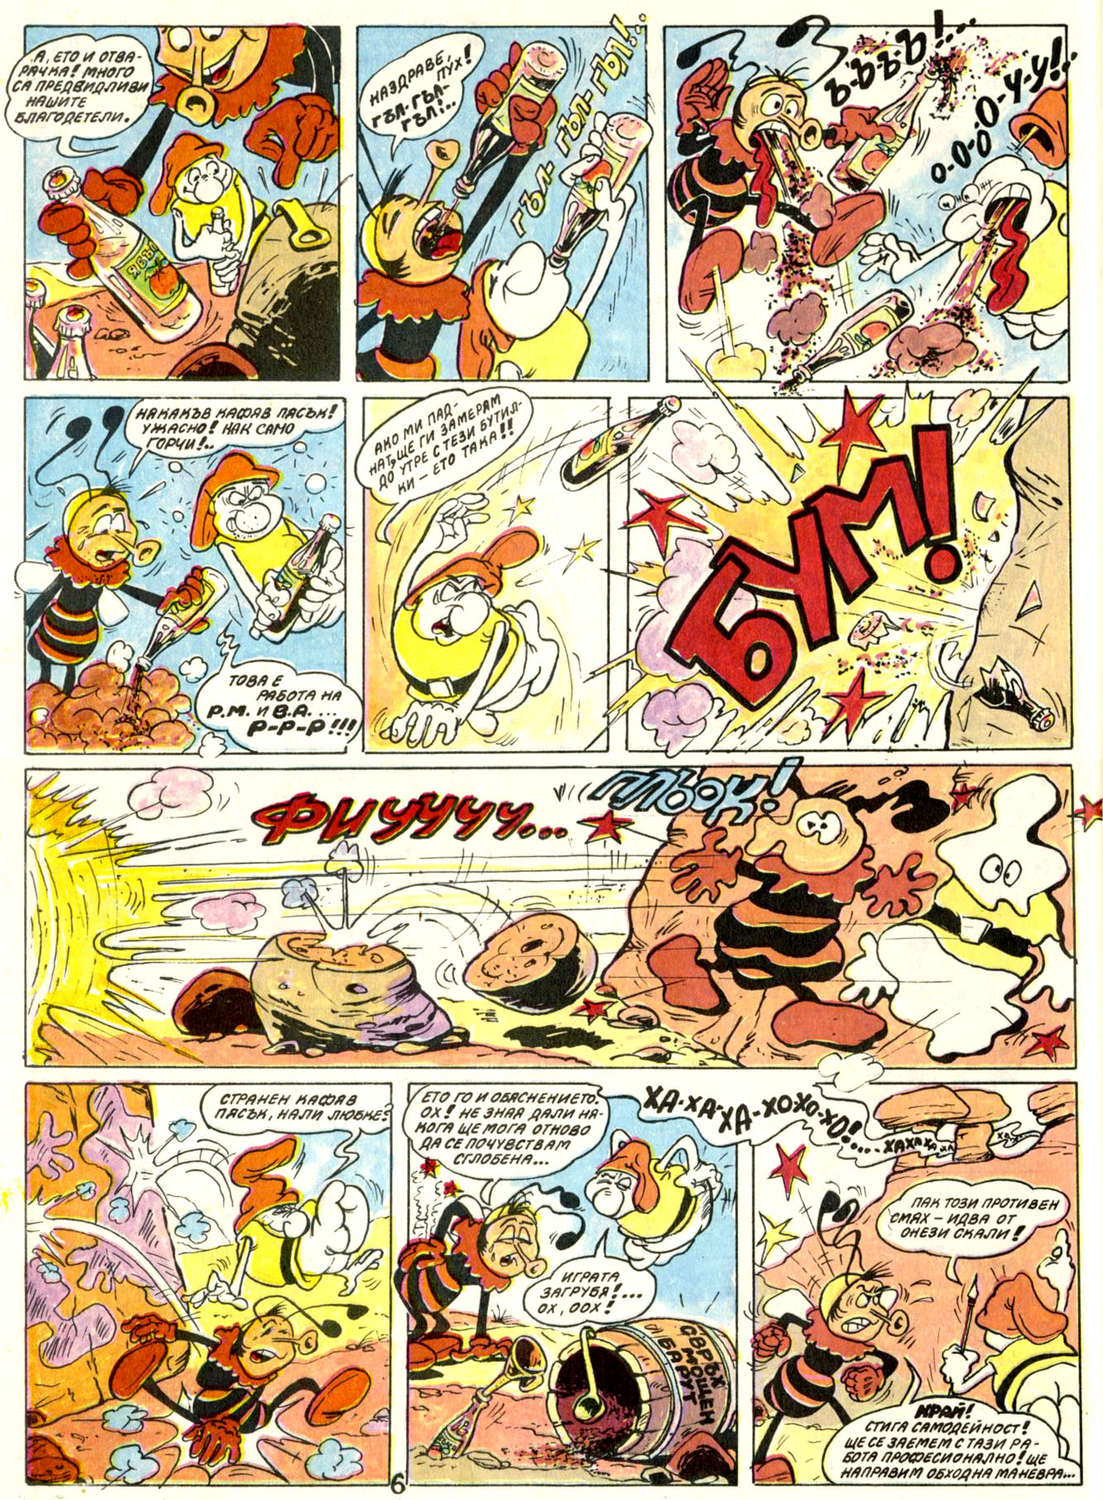 А, ЕТО И ОТВА-
РАЧКА! МНОГО
СА ПРЕДВИДЛИВИ
НАШИТЕ
БЛАГОДЕТЕЛИ.
НАЗДРАВЕ,
ПУХ!
ГЪЛ-ГЪЛ-
ГЪЛ!...
ГЪЛ-ГЪЛ-ГЪЛ!...
Ъ-Ъ-Ъ-Ъ!...
О-О-О-О-У-У!..
НЯКАКЪВ КАФЯВ ПЯСЪК!
УЖАСНО! КАК САМО
ГОРЧИ!..
ТОВА Е
РАБОТА НА
Р.М. И В.А. ...
Р-Р-Р!!!
АКО МИ ПАД-
НАТ, ЩЕ ГИ ЗАМЕРЯМ
ДО УТРЕ С ТЕЗИ БУТИЛ-
КИ — ЕТО ТАКА!!
БУМ!
ФИУУУУУ...
ПЛЬОК!
СТРАНЕН КАФЯВ
ПЯСЪК, НАЛИ ЛЮБКЕ?
ЕТО ГО И ОБЯСНЕНИЕТО.
ОХ! НЕ ЗНАЯ ДАЛИ НЯ-
КОГА ЩЕ МОГА ОТНОВО
ДА СЕ ПОЧУВСТВАМ
СГЛОБЕНА...
ИГРАТА
ЗАГРУБЯ!...
ОХ, ООХ!
СВРЪХ
МОЩЕН
БАРУТ
ХА-ХА-ХА-ХО-ХО-ХО!...
ХАХАХАХА
ПАК ТОЗИ ПРОТИВЕН
СМЯХ — ИДВА ОТ
ОНЕЗИ СКАЛИ!
КРАЙ!
СТИГА САМОДЕЙНОСТ!
ЩЕ СЕ ЗАЕМЕМ С ТАЗИ РА-
БОТА ПРОФЕСИОНАЛНО! ЩЕ
НАПРАВИМ ОБХОДНА МАНЕВРА...
6